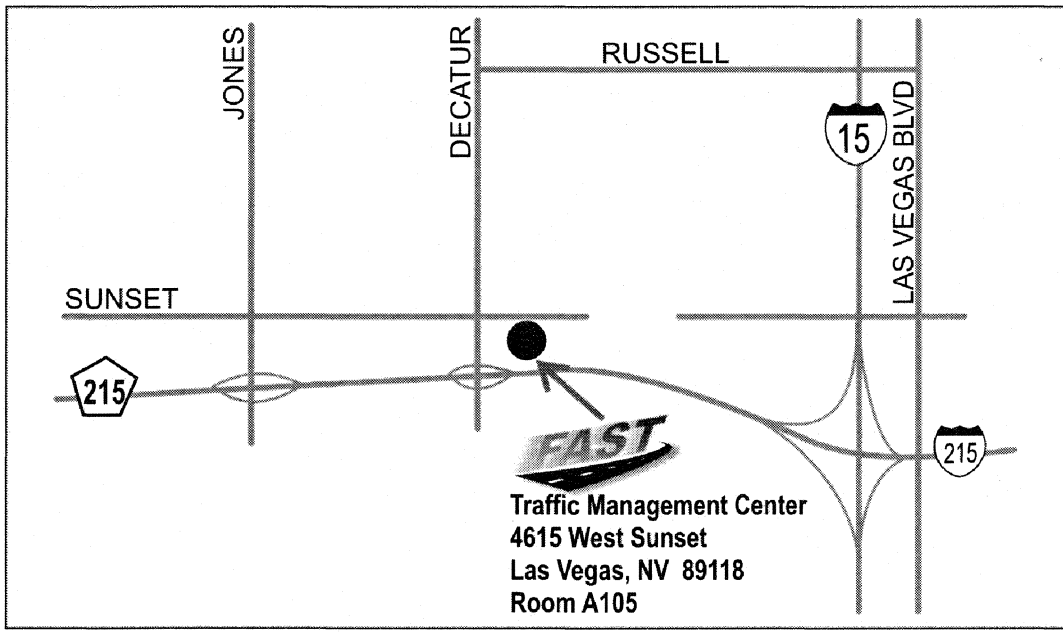 RUSSELL
JONES
DECATUR
15
LAS VEGAS BLVD
SUNSET
215
215
FAST
Traffic Management Center
4615 West Sunset
Las Vegas, NV 89118
Room A105